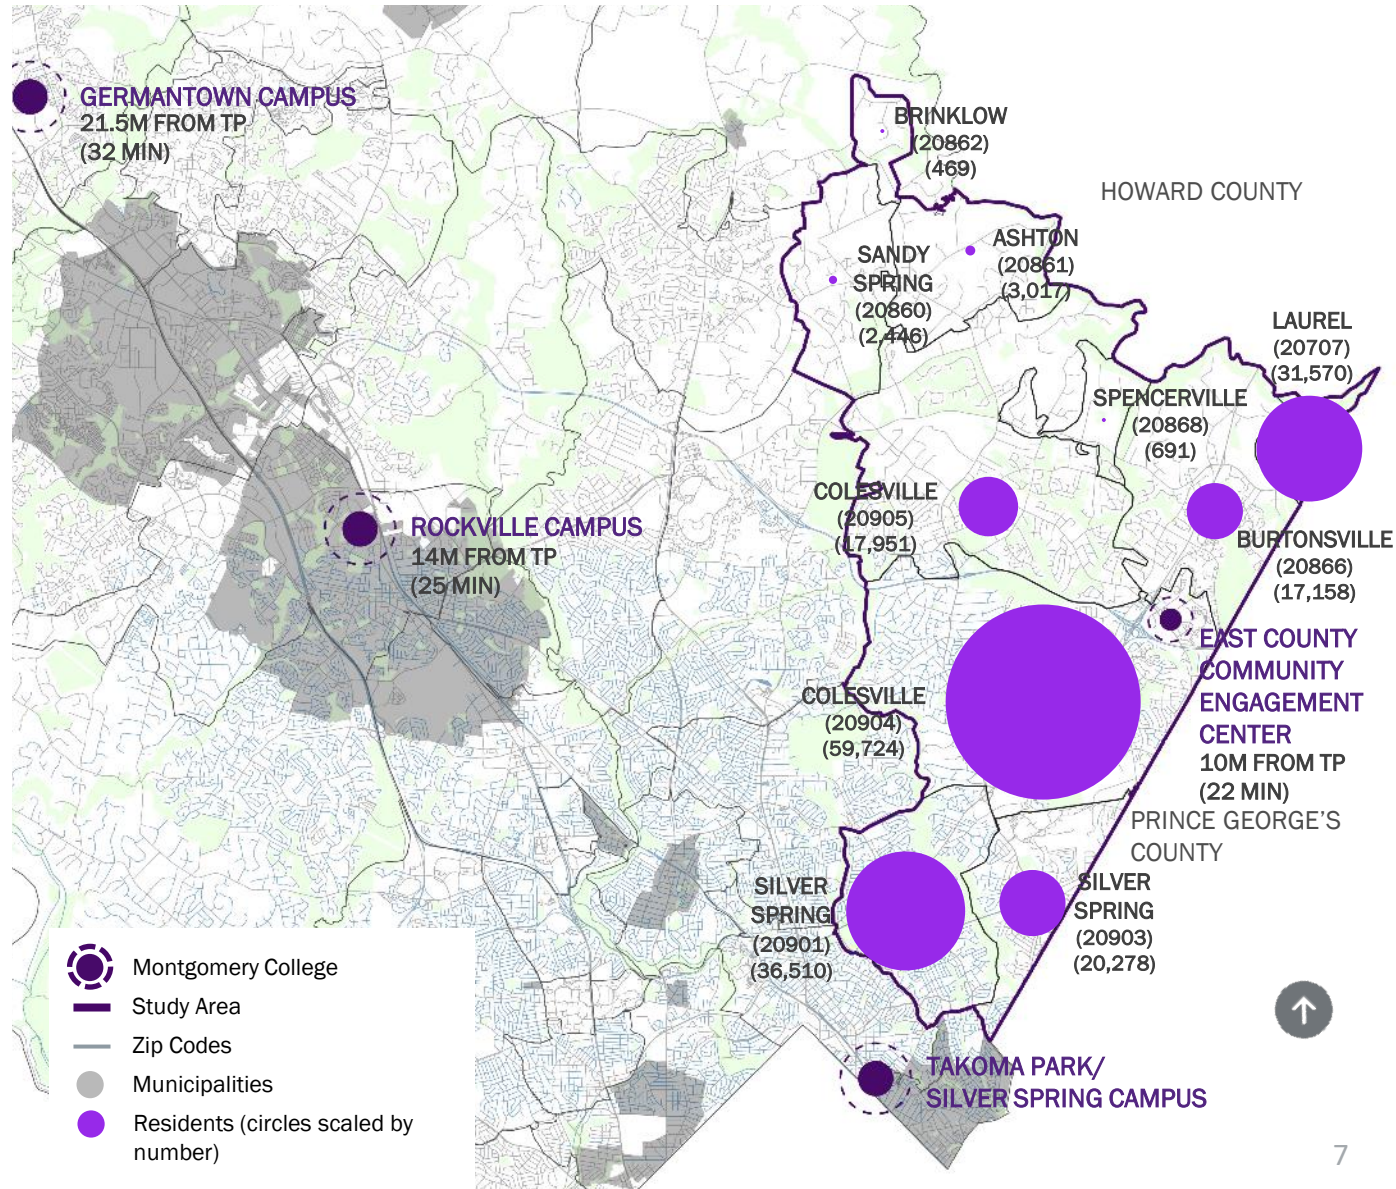 GERMANTOWN CAMPUS
21.5M FROM TP
(32 MIN)
BRINKLOW
(20862)
(469)
HOWARD COUNTY
ASHTON
(20861)
(3,017)
SANDY
SPRING
(20860)
(2,446)
LAUREL
(20707)
(31,570)
SPENCERVILLE
(20868)
(691)
COLESVILLE
(20905)
(17,951)
ROCKVILLE CAMPUS
14M FROM TP
(25 MIN)
BURTONSVILLE
(20866)
(17,158)
EAST COUNTY
COMMUNITY
ENGAGEMENT
CENTER
10M FROM TP
(22 MIN)
COLESVILLE
(20904)
(59,724)
PRINCE GEORGE'S
COUNTY
SILVER
SPRING
(20901)
(36,510)
SILVER
SPRING
(20903)
(20,278)
TAKOMA PARK/
SILVER SPRING CAMPUS
Montgomery College
Study Area
Zip Codes
Municipalities
Residents (circles scaled by
number)
7